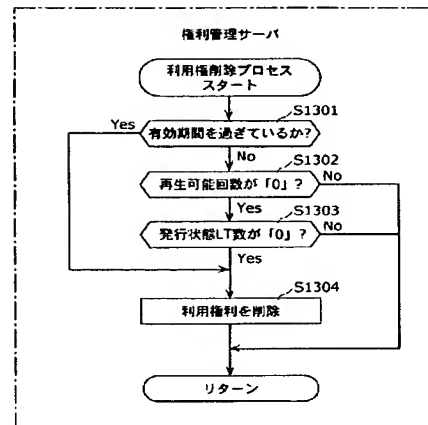 権利管理サーバ
利用権削除プロセス
スタート
S1301
Yes
有効期間を過ぎているか?
No
S1302
再生可能回数が「0」?
No
Yes
S1303
発行状態LT数が「0」?
No
Yes
S1304
利用権利を削除
リターン